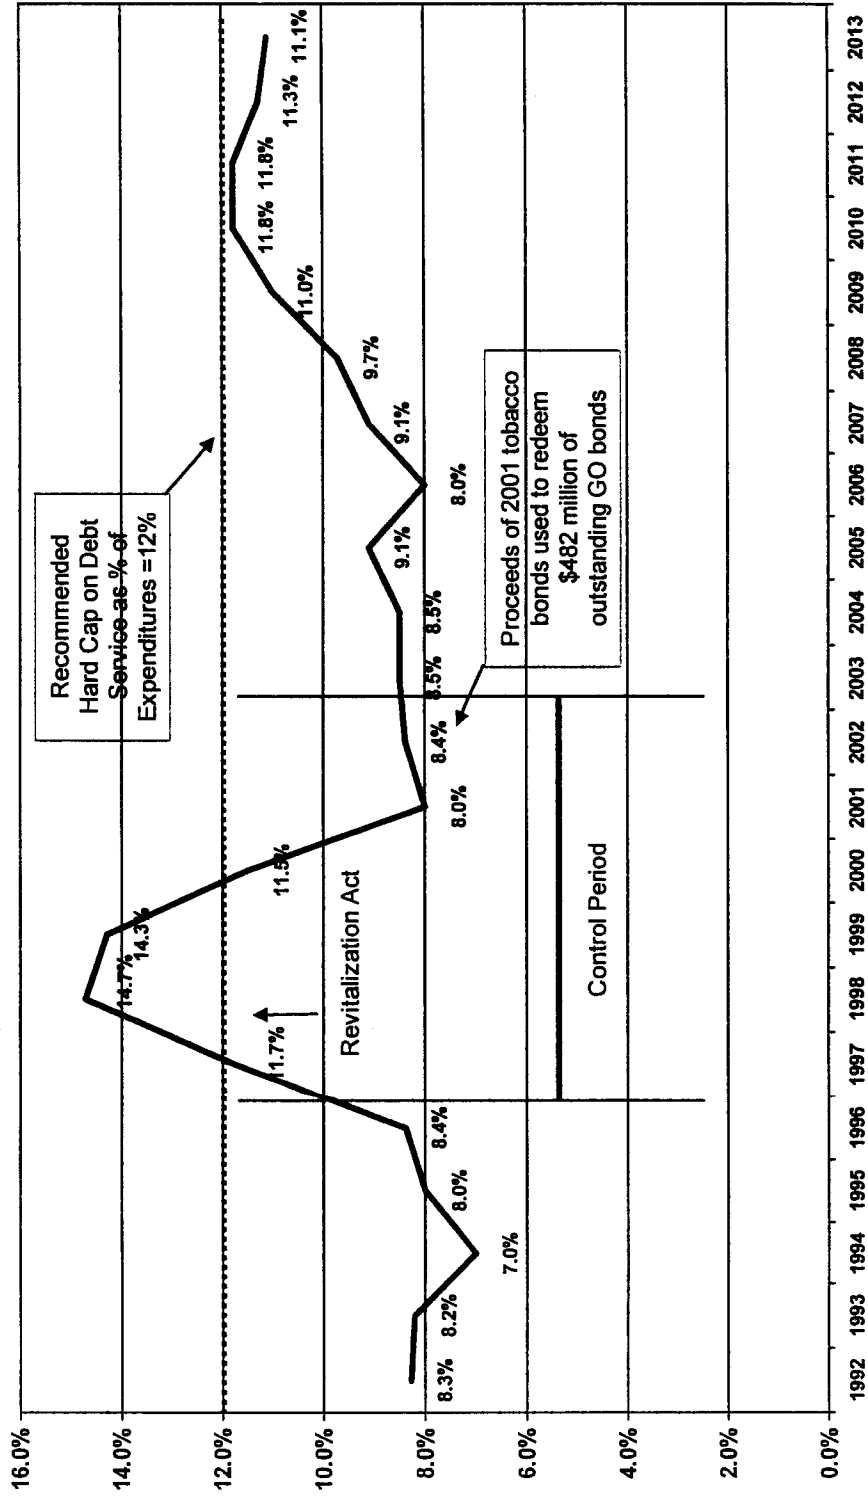 16.0%
14.0%
12.0%
10.0%
8.0%
6.0%
4.0%
2.0%
0.0%
Recommended
Hard Cap on Debt
Service as % of
Expenditures =12%
8.3%
8.2%
7.0%
8.0%
8.4%
11.7%
14.7%
14.3%
11.5%
8.0%
8.4%
8.5%
8.5%
9.1%
8.0%
9.1%
9.7%
11.0%
11.8%
11.8%
11.3%
11.1%
Revitalization Act
Control Period
Proceeds of 2001 tobacco
bonds used to redeem
$482 million of
outstanding GO bonds
1992 1993 1994 1995 1996 1997 1998 1999 2000 2001 2002 2003 2004 2005 2006 2007 2008 2009 2010 2011 2012 2013